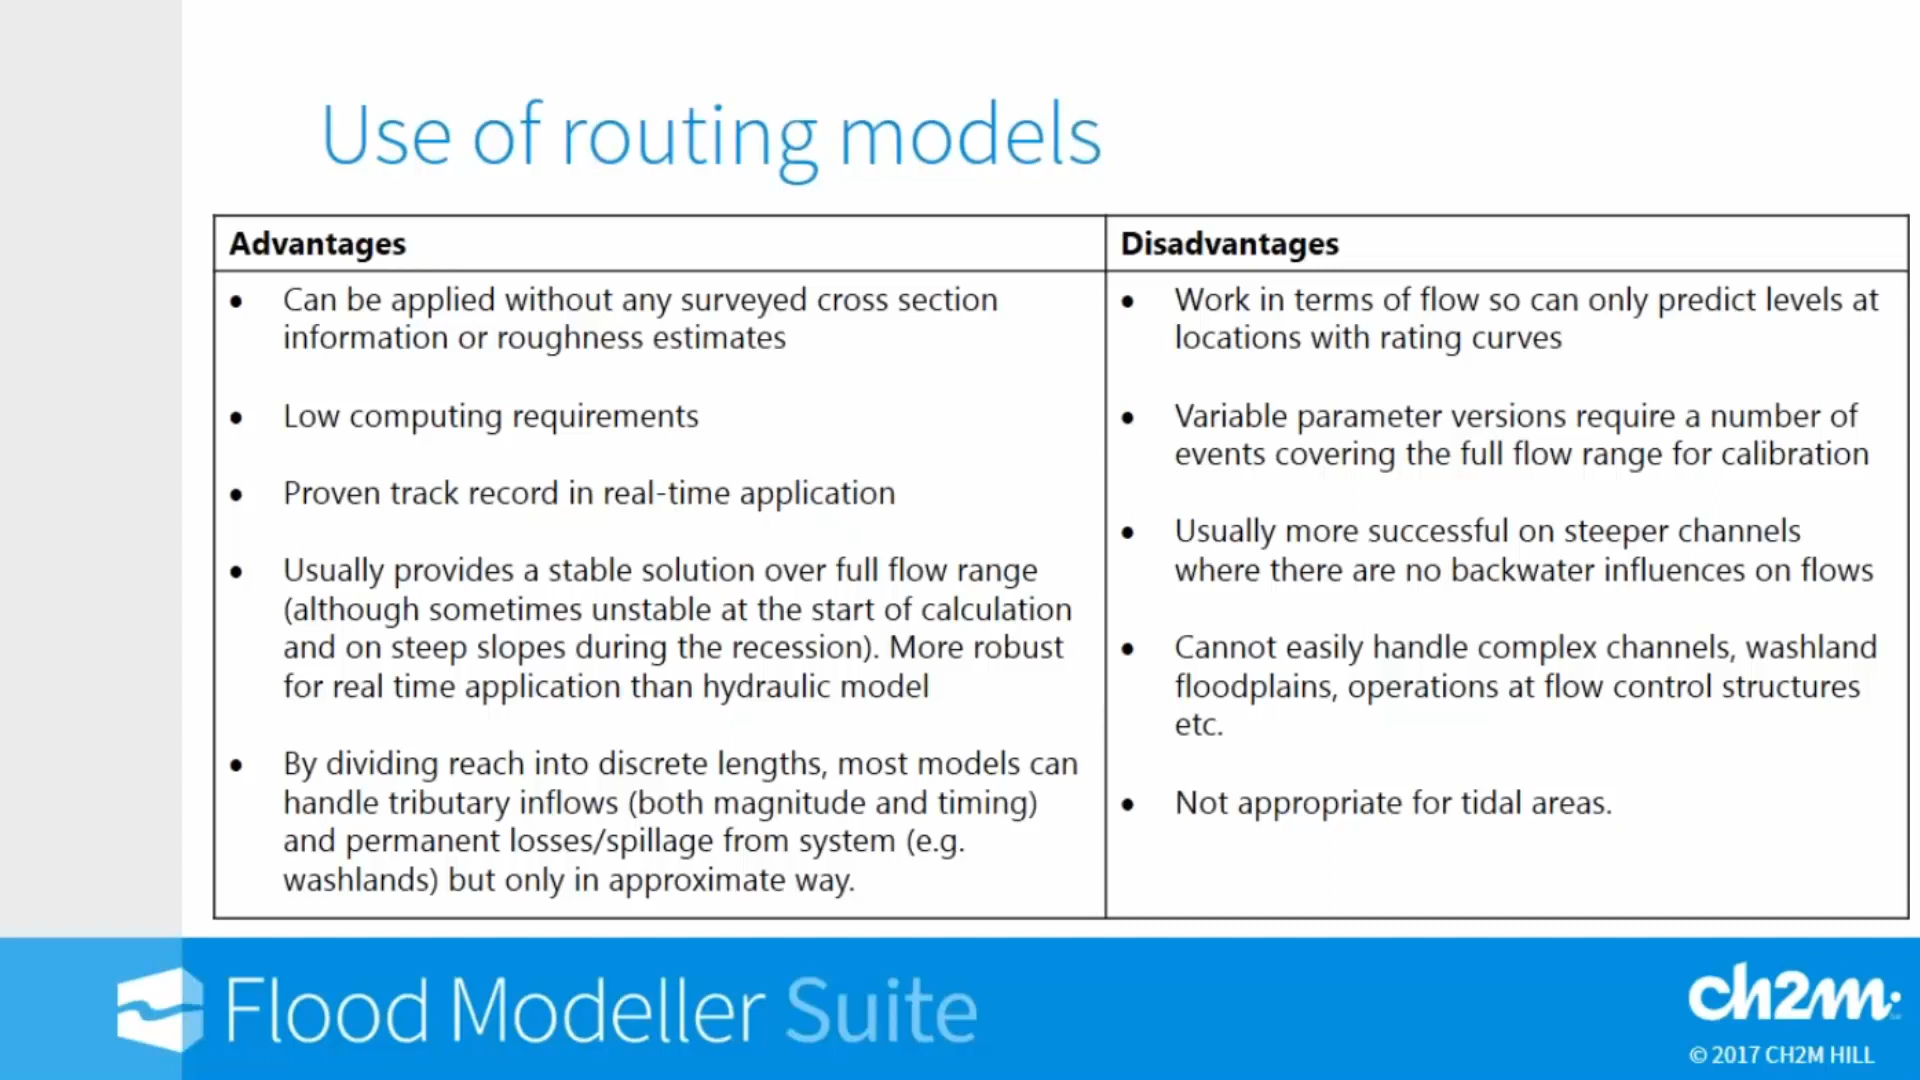 Use of routing models
Advantages
• Can be applied without any surveyed cross section
information or roughness estimates
• Low computing requirements
• Proven track record in real-time application
• Usually provides a stable solution over full flow range
(although sometimes unstable at the start of calculation
and on steep slopes during the recession). More robust
for real time application than hydraulic model
• By dividing reach into discrete lengths, most models can
handle tributary inflows (both magnitude and timing)
and permanent losses/spillage from system (e.g.
washlands) but only in approximate way.
Disadvantages
• Work in terms of flow so can only predict levels at
locations with rating curves
• Variable parameter versions require a number of
events covering the full flow range for calibration
• Usually more successful on steeper channels
where there are no backwater influences on flows
• Cannot easily handle complex channels, washland
floodplains, operations at flow control structures
etc.
• Not appropriate for tidal areas.
Flood Modeller Suite
ch2m:
© 2017 CH2M HILL